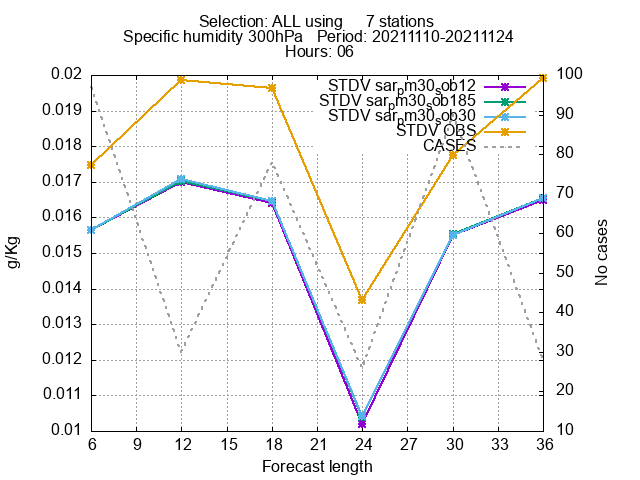 Selection: ALL using 7 stations
Specific humidity 300hPa Period: 20211110-20211124
Hours: 06
STDV sarpm30sob12
STDV sarpm30sob185
STDV sarpm30sob30
STDV OBS
CASES
0.02
0.019
0.018
0.017
0.016
0.015
0.014
0.013
0.012
0.011
0.01
g/Kg
100
90
80
70
60
50
40
30
20
10
No cases
6 9 12 15 18 21 24 27 30 33 36
Forecast length